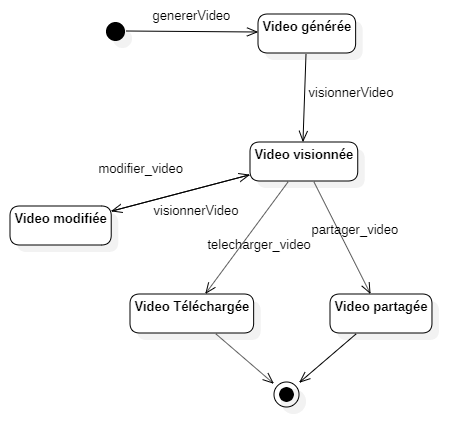 genererVideo
Video générée
visionnerVideo
Video visionnée
modifier_video
visionnerVideo
Video modifiée
telecharger_video
partager_video
Video Téléchargée
Video partagée